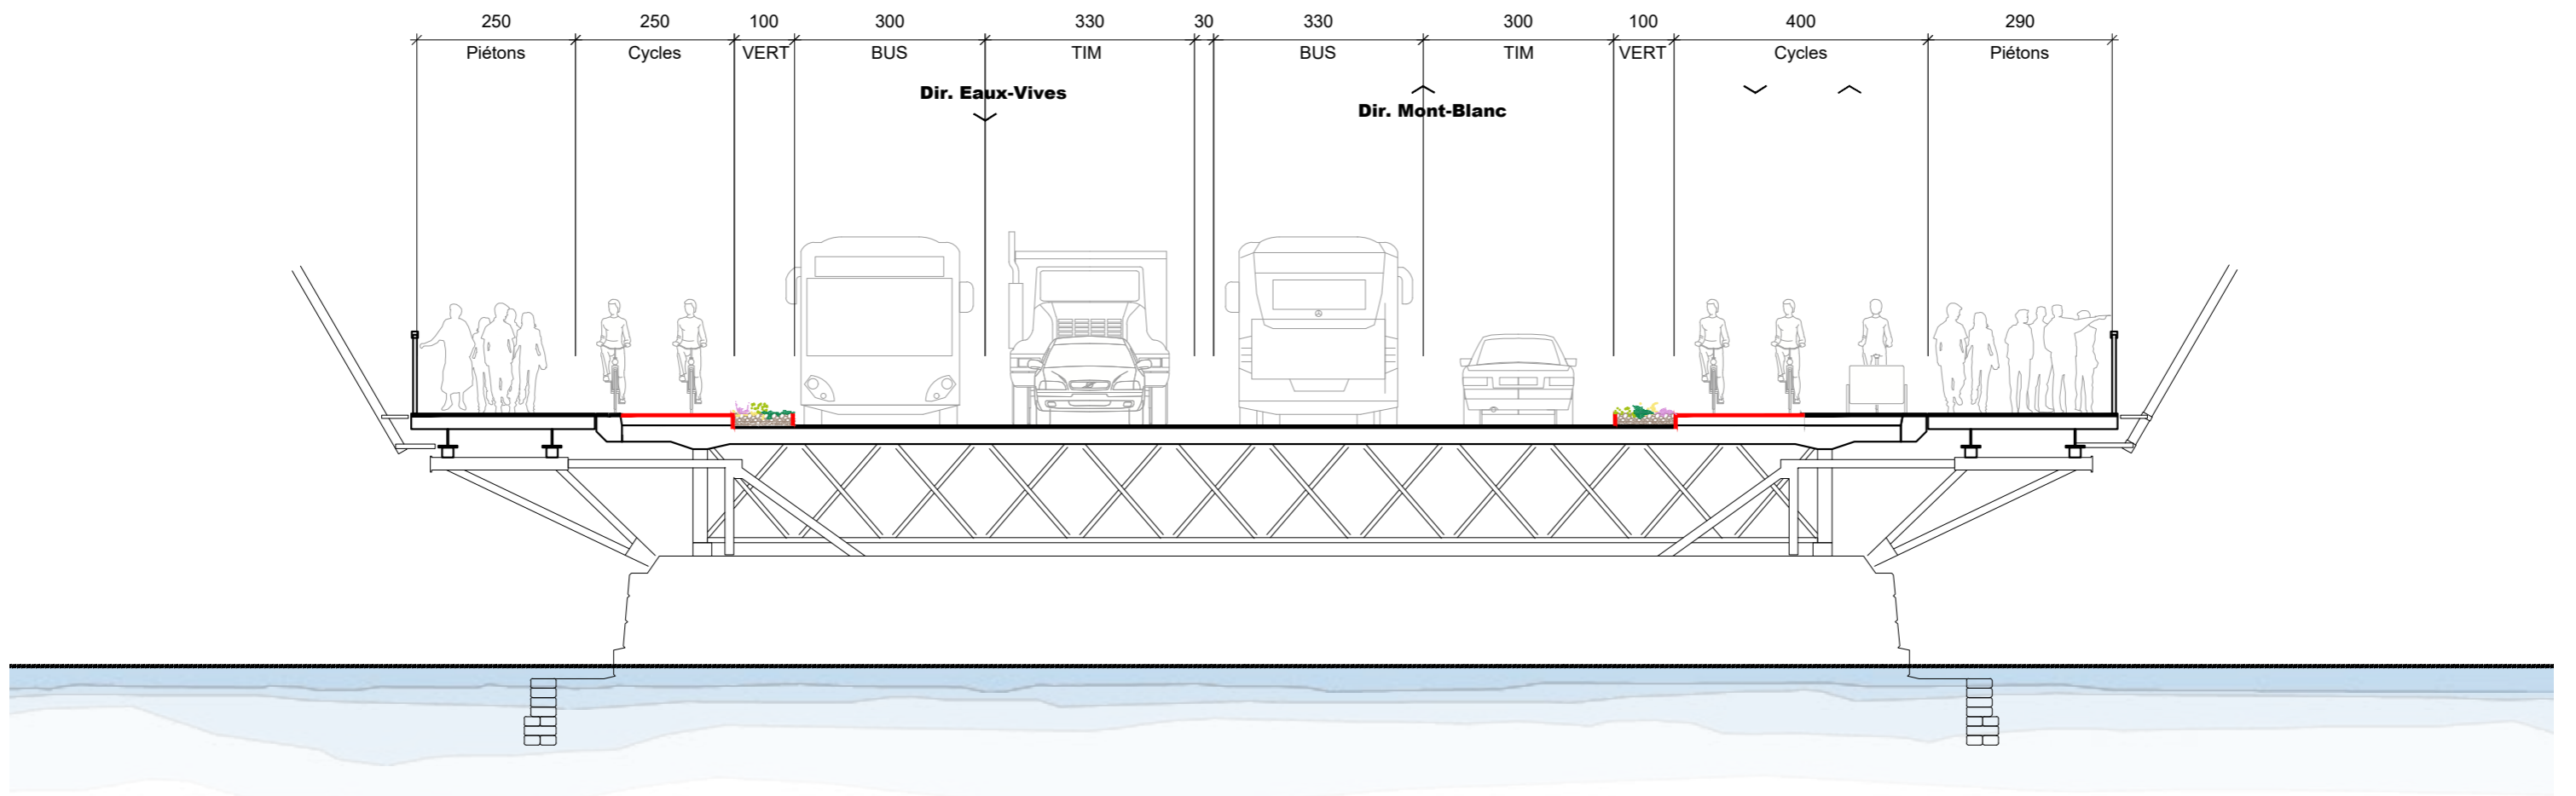 250 250 100 300 330 30 330 300 100 400 290
Piétons Cycles VERT BUS TIM BUS TIM VERT Cycles Piétons
Dir. Eaux-Vives
Dir. Mont-Blanc